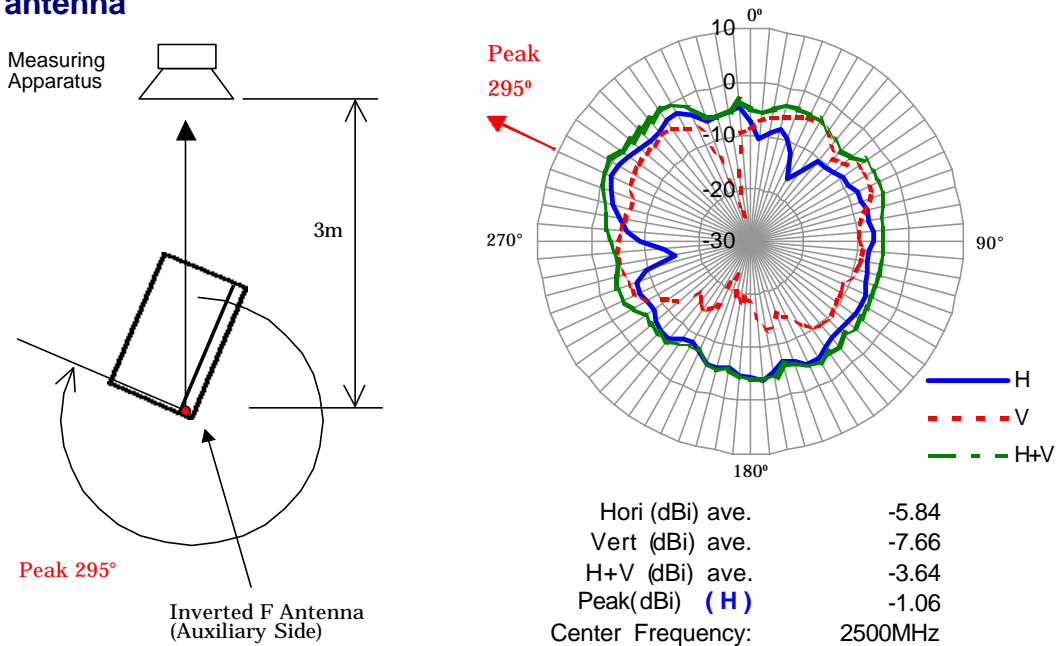 antenna
Measuring
Apparatus
3m
Peak 295°
Inverted F Antenna
(Auxiliary Side)
Peak
295º
0º
10
0
-10
-20
-30
270°
90°
180º
H
V
H+V
Hori (dBi) ave. -5.84
Vert (dBi) ave. -7.66
H+V (dBi) ave. -3.64
Peak(dBi) ( H ) -1.06
Center Frequency: 2500MHz